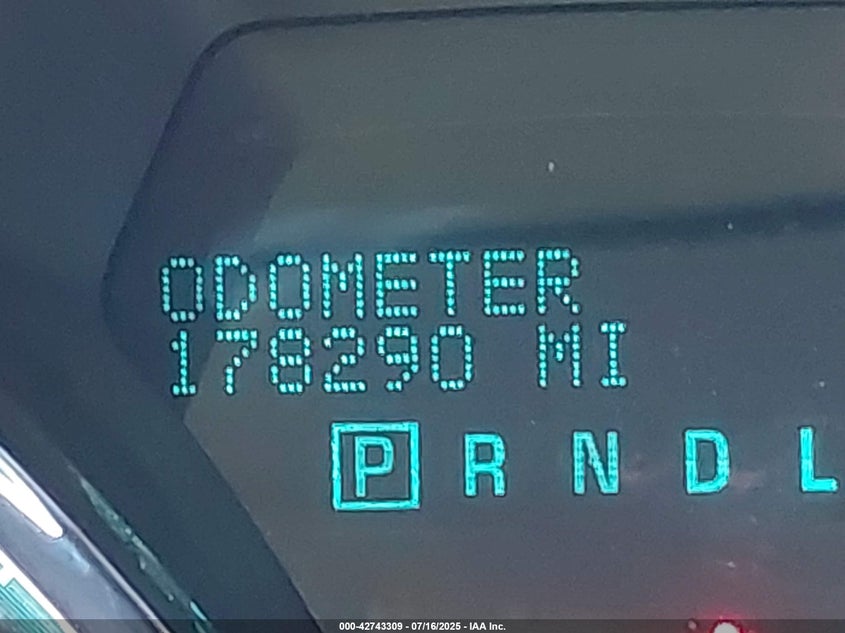 ODOMETER
178290 MI
P R N D L
000-42743309 - 07/16/2025 - IAA Inc.